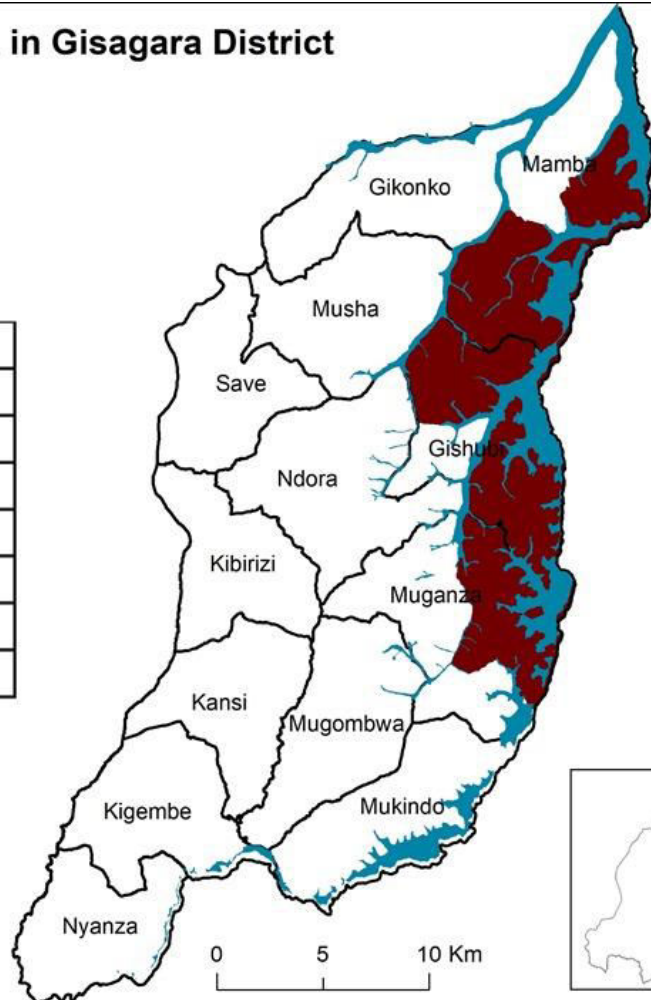 in Gisagara District
Mamba
Gikonko
Musha
Save
Gishubi
Ndora
Kibirizi
Muganza
Kansi
Mugombwa
Mukindo
Kigembe
Nyanza
0 5 10 Km